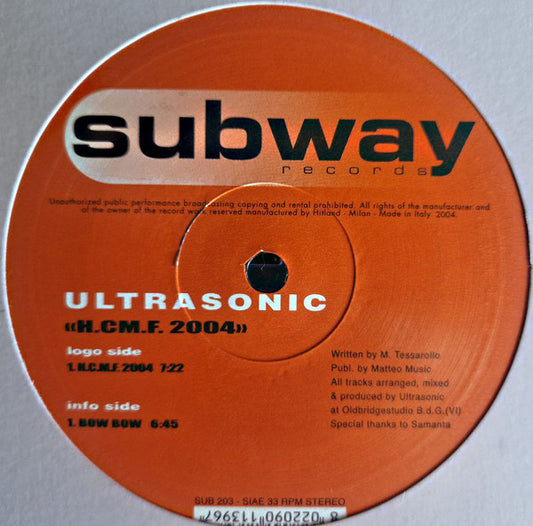 subway
records
Unauthorized public performance broadcasting copying and rental prohibited. All rights of the manufacturer and
of the owner of the record work reserved manufactured by Hitland - Milan - Made in Italy. 2004.
ULTRASONIC
«H.CM.F. 2004»
logo side
1. H.C.M.F. 2004 7:22
info side
1. BOW BOW 6:45
Written by M. Tessarollo
Publ. by Matteo Music
All tracks arranged, mixed
& produced by Ultrasonic
at Oldbridgestudio B.d.G.(VI)
Special thanks to Samanta
SUB 203 - SIAE 33 RPM STEREO
8 022090 113967